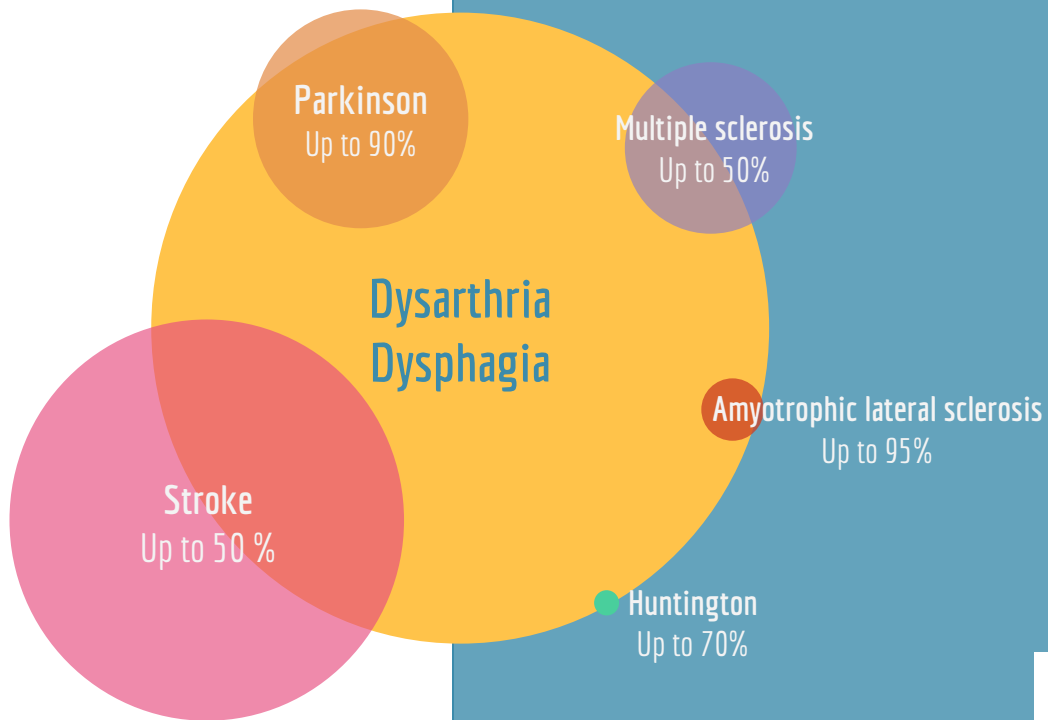 Parkinson
Up to 90%
Multiple sclerosis
Up to 50%
Dysarthria
Dysphagia
Amyotrophic lateral sclerosis
Up to 95%
Stroke
Up to 50 %
Huntington
Up to 70%